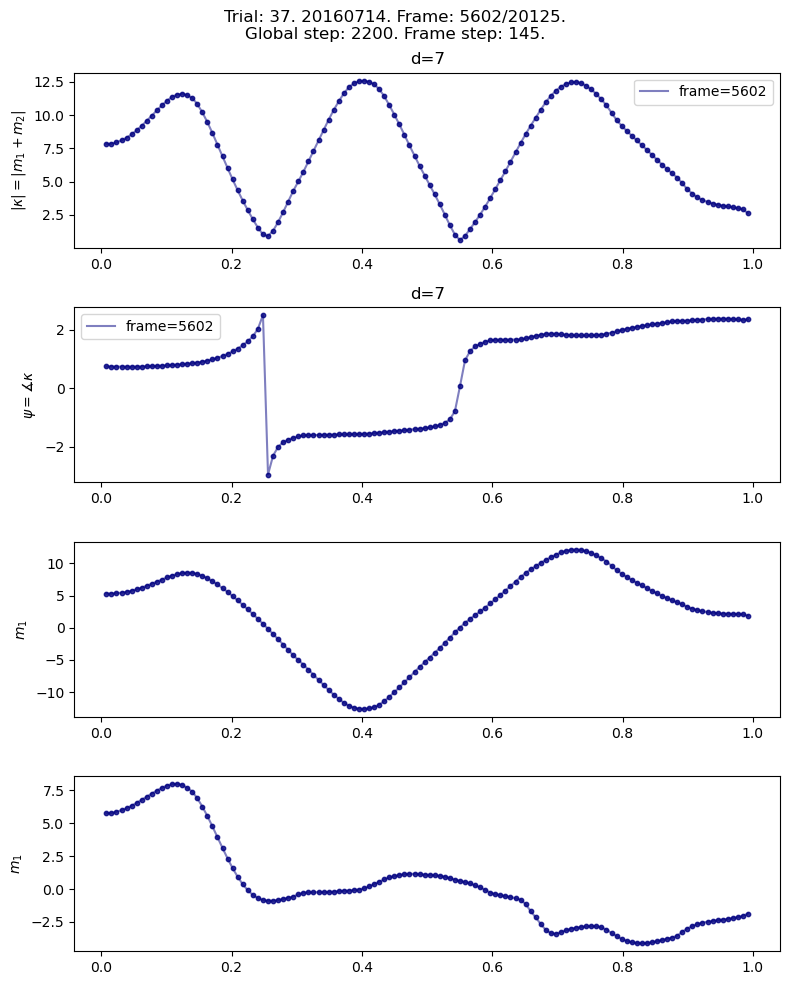 Trial: 37. 20160714. Frame: 5602/20125.
Global step: 2200. Frame step: 145.
d=7
|κ| = |m₁ + m₂|
12.5
10.0
7.5
5.0
2.5
frame=5602
0.0 0.2 0.4 0.6 0.8 1.0
d=7
ψ = ∡κ
2
0
−2
frame=5602
0.0 0.2 0.4 0.6 0.8 1.0
m₁
10
5
0
−5
−10
0.0 0.2 0.4 0.6 0.8 1.0
m₁
7.5
5.0
2.5
0.0
−2.5
0.0 0.2 0.4 0.6 0.8 1.0